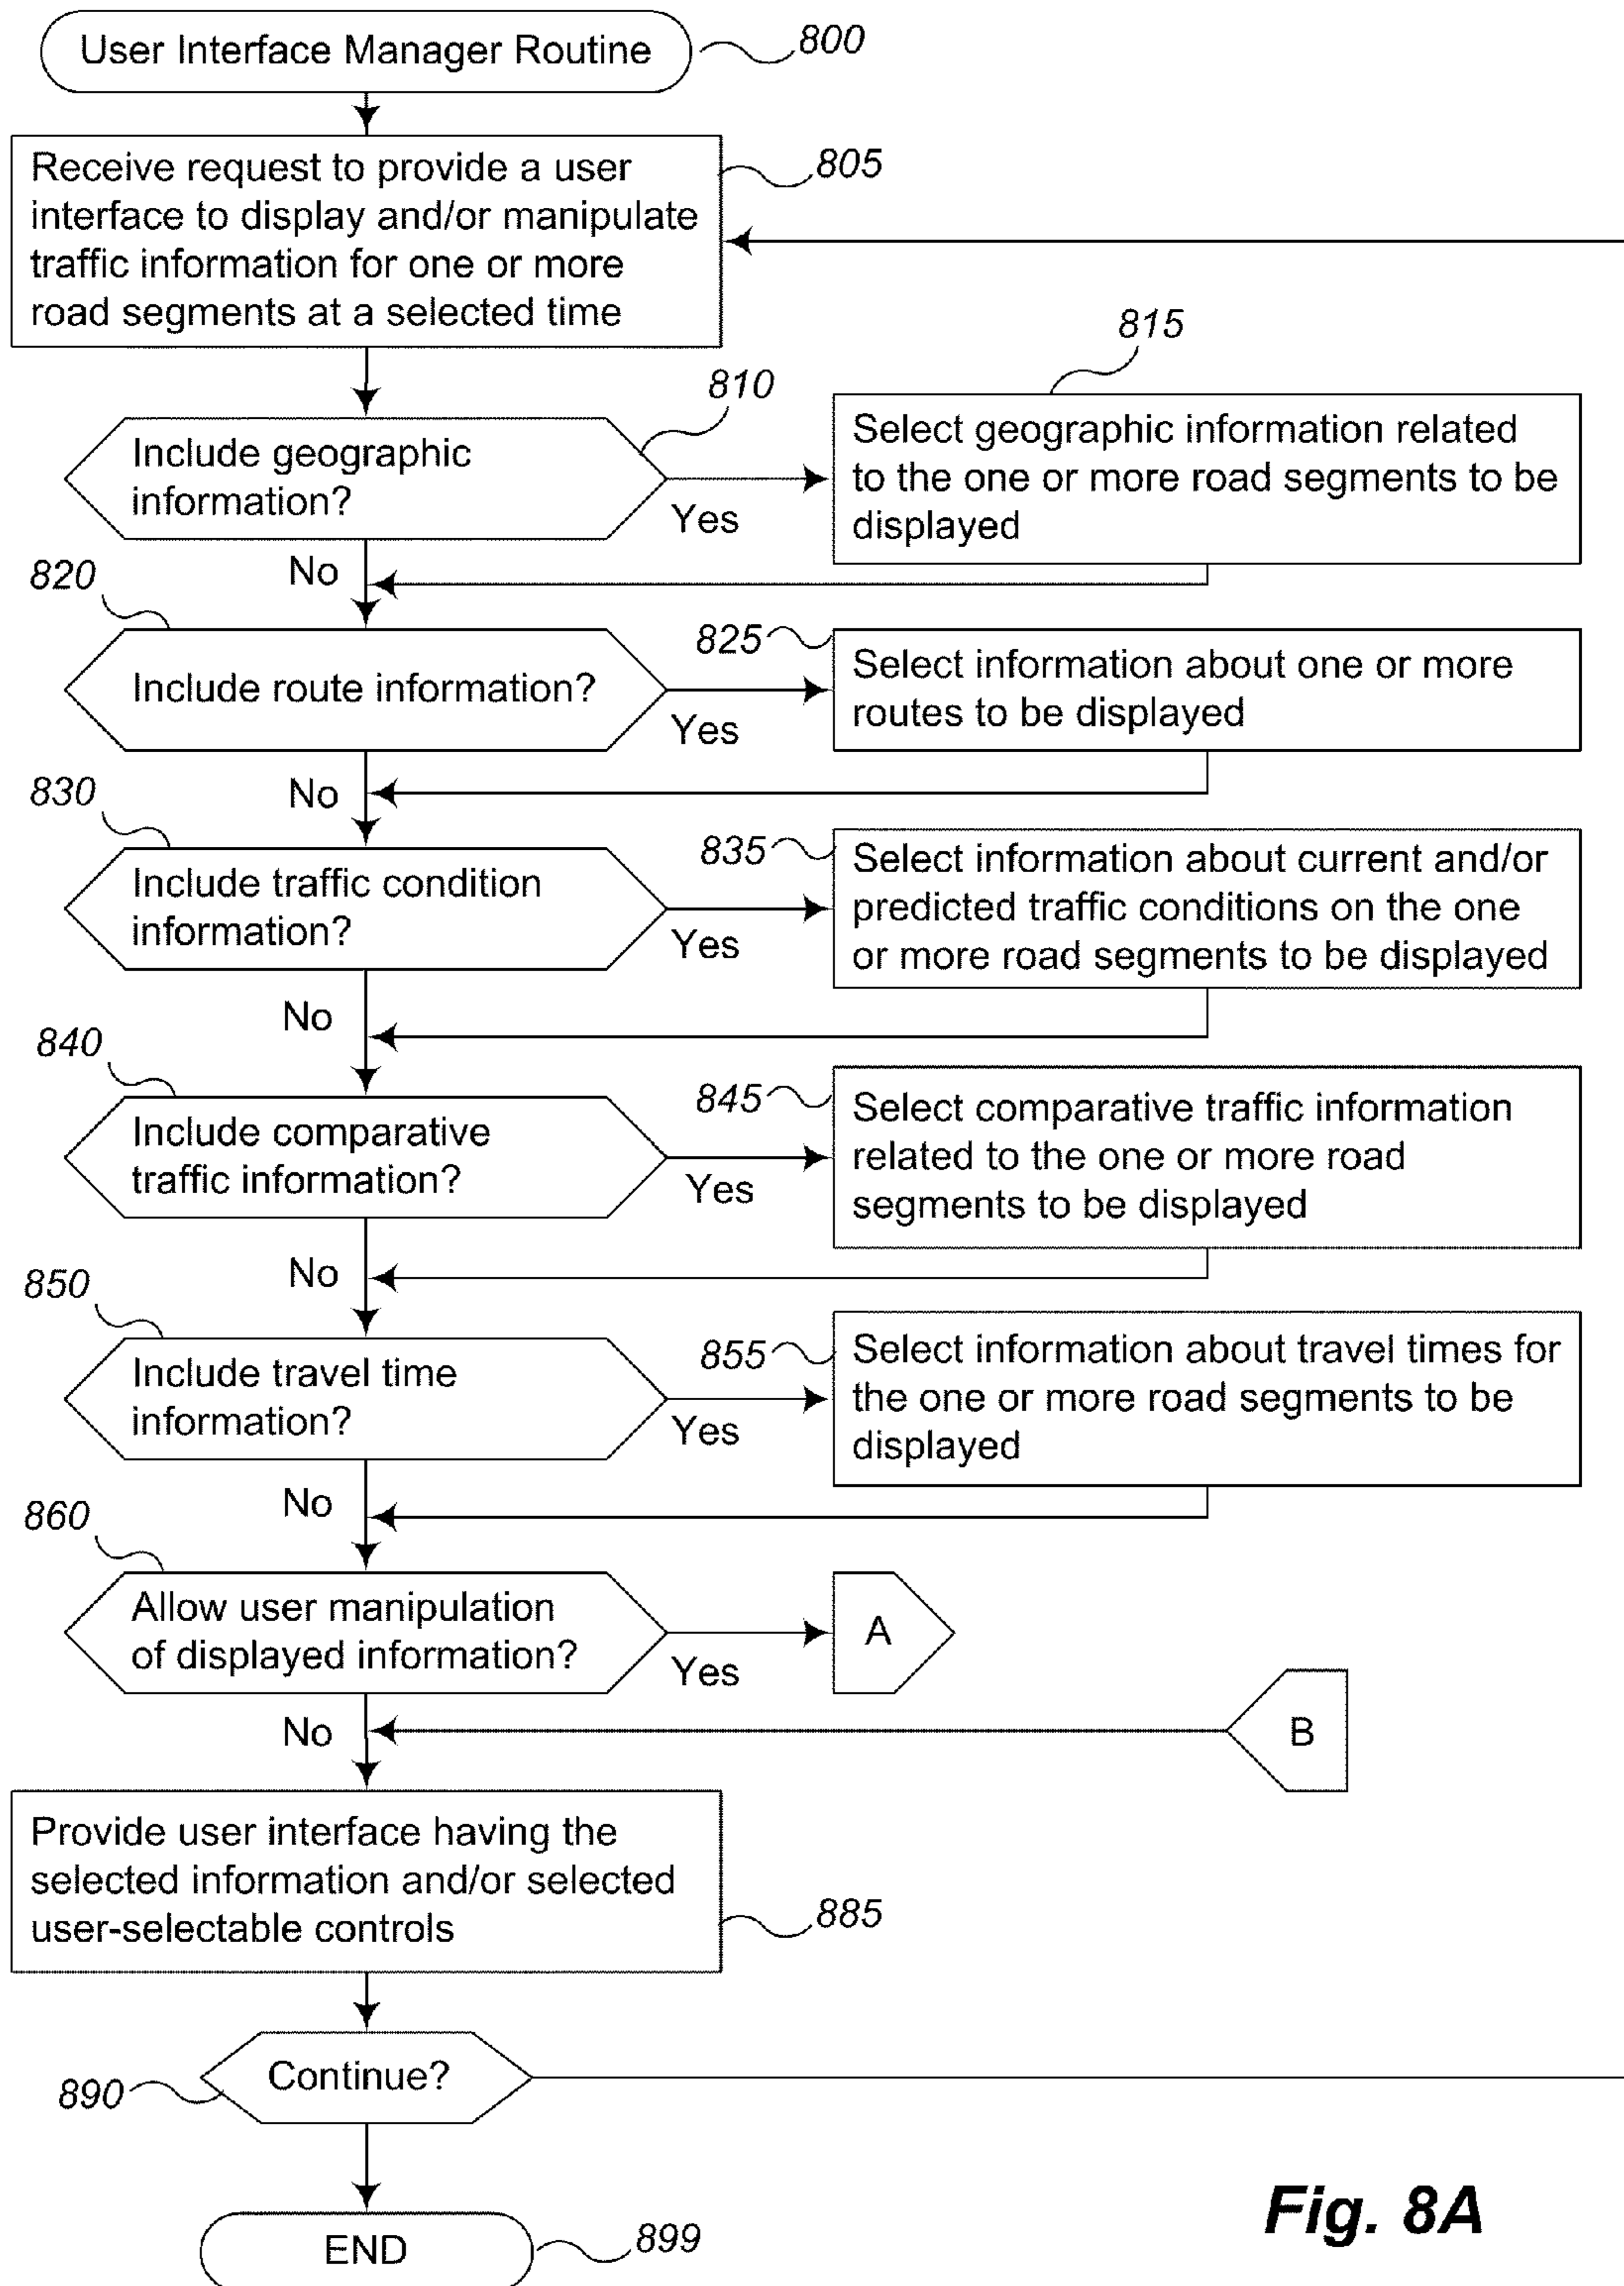 User Interface Manager Routine
800
Receive request to provide a user
interface to display and/or manipulate
traffic information for one or more
road segments at a selected time
805
810
Include geographic
information?
Yes
No
815
Select geographic information related
to the one or more road segments to be
displayed
820
Include route information?
Yes
No
825
Select information about one or more
routes to be displayed
830
Include traffic condition
information?
Yes
No
835
Select information about current and/or
predicted traffic conditions on the one
or more road segments to be displayed
840
Include comparative
traffic information?
Yes
No
845
Select comparative traffic information
related to the one or more road
segments to be displayed
850
Include travel time
information?
Yes
No
855
Select information about travel times for
the one or more road segments to be
displayed
860
Allow user manipulation
of displayed information?
Yes
A
No
B
Provide user interface having the
selected information and/or selected
user-selectable controls
885
Continue?
890
END
899
Fig. 8A